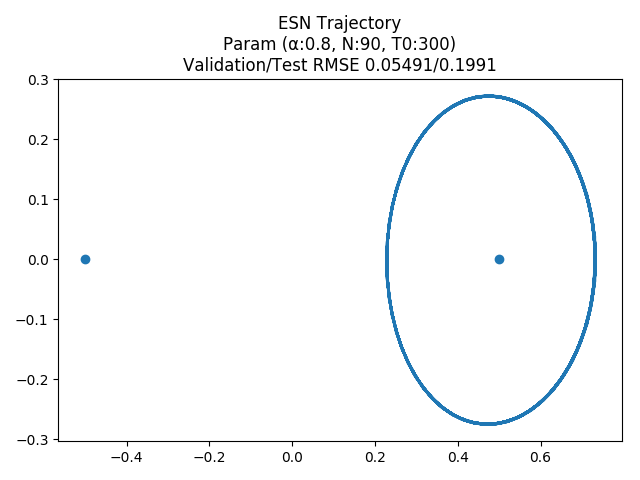 ESN Trajectory
Param (α:0.8, N:90, T0:300)
Validation/Test RMSE 0.05491/0.1991
0.3
0.2
0.1
0.0
−0.1
−0.2
−0.3
−0.4 −0.2 0.0 0.2 0.4 0.6